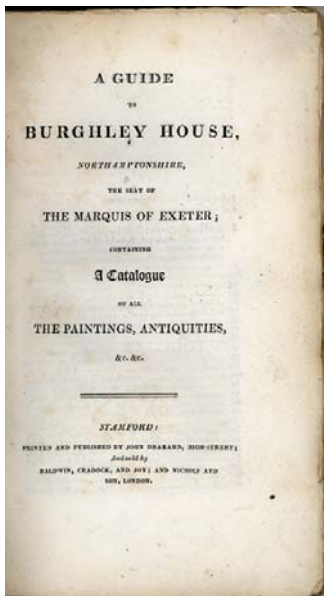 A GUIDE
TO
BURGHLEY HOUSE,
NORTHAMPTONSHIRE,
THE SEAT OF
THE MARQUIS OF EXETER;
CONTAINING
A Catalogue
OF ALL
THE PAINTINGS, ANTIQUITIES,
&c. &c.
STAMFORD:
PRINTED AND PUBLISHED BY JOHN DRAKARD, HIGH-STREET;
And sold by
BALDWIN, CRADOCK, AND JOY; AND NICHOLS AND
SON, LONDON.